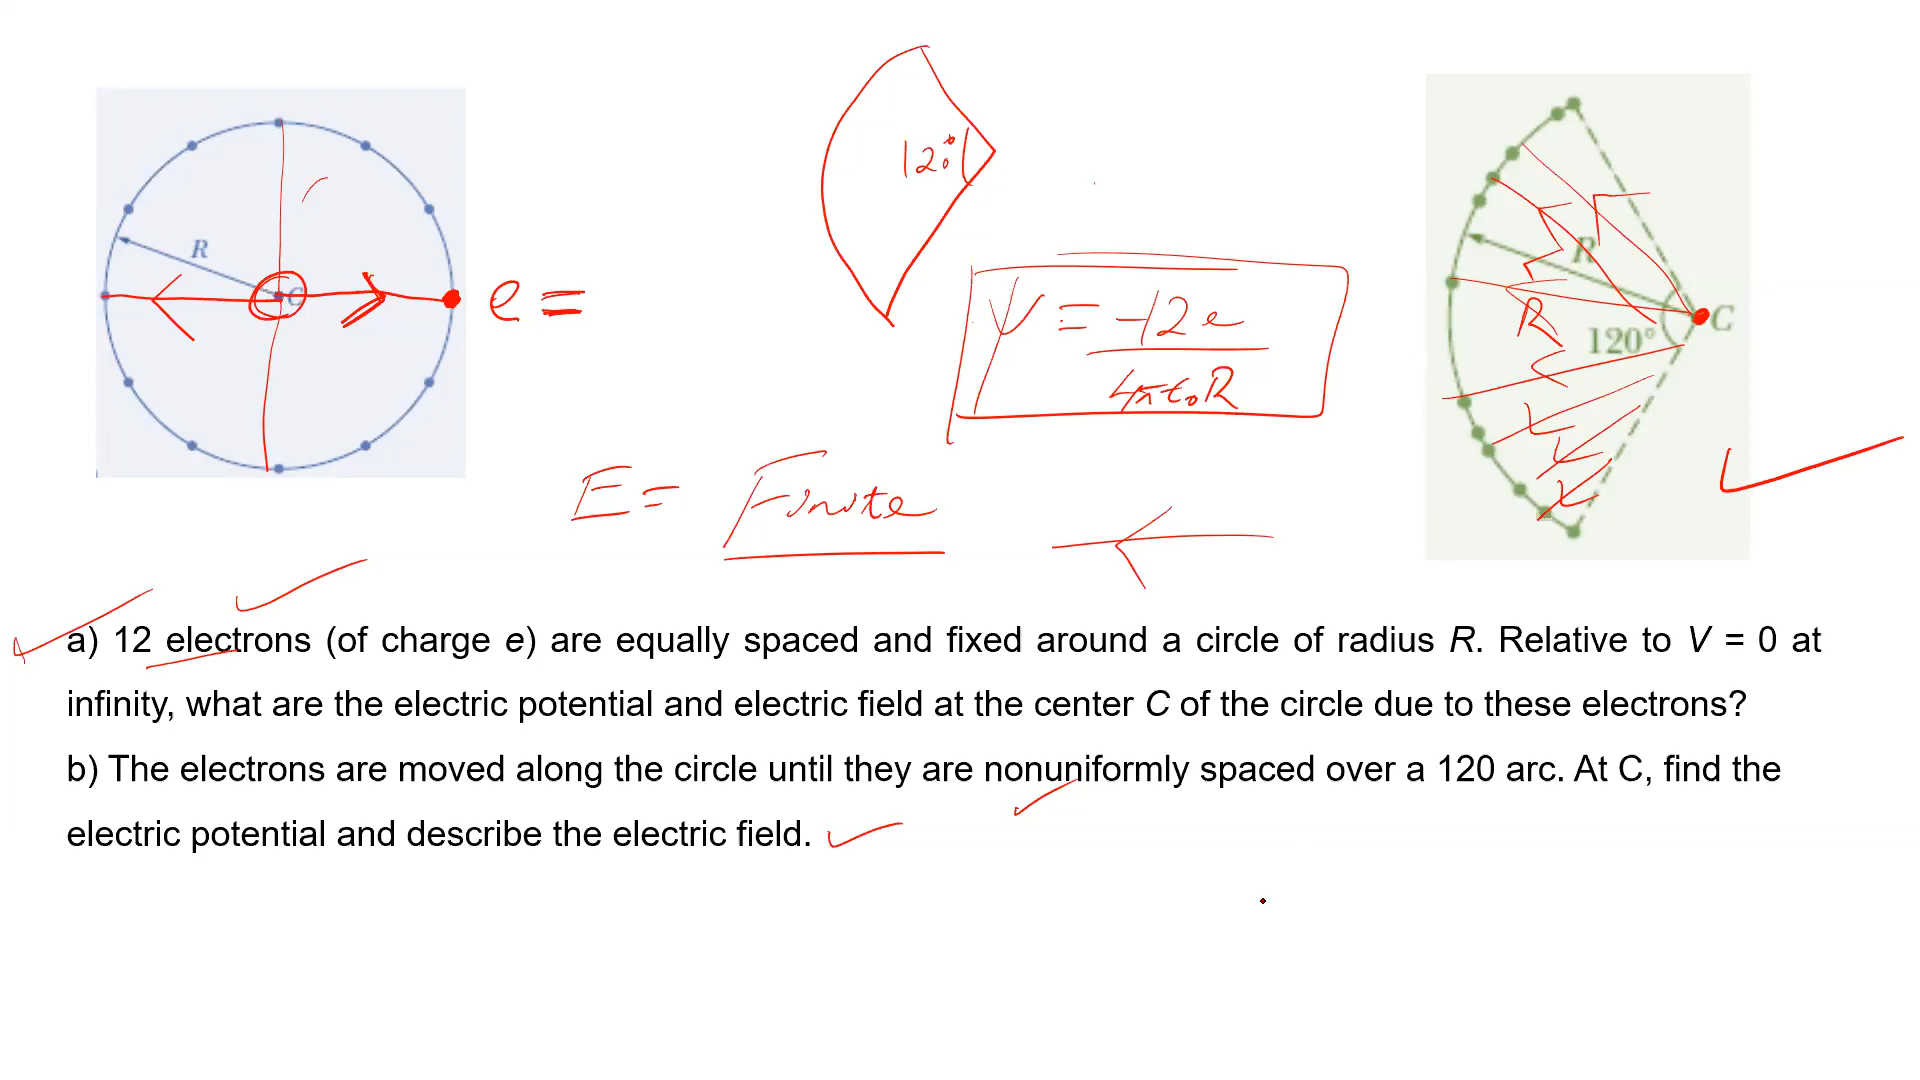 R
C
e =
120°
V = -12e
4πε₀R
R
R
120°
C
E = Finite
a) 12 electrons (of charge e) are equally spaced and fixed around a circle of radius R. Relative to V = 0 at
infinity, what are the electric potential and electric field at the center C of the circle due to these electrons?
b) The electrons are moved along the circle until they are nonuniformly spaced over a 120 arc. At C, find the
electric potential and describe the electric field.